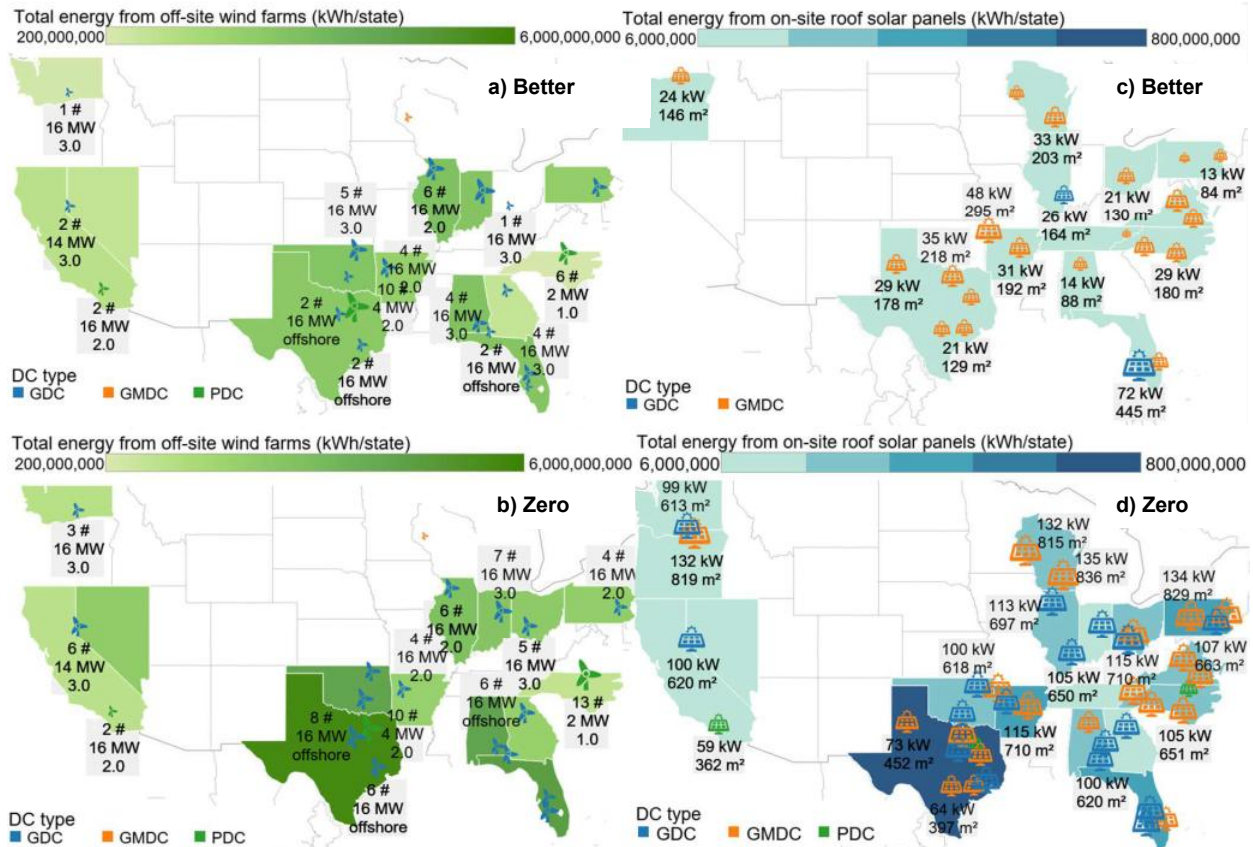 Total energy from off-site wind farms (kWh/state)
200,000,000
6,000,000,000
a) Better
1 #
16 MW
3.0
2 #
14 MW
3.0
2 #
16 MW
2.0
5 #
16 MW
3.0
6 #
16 MW
2.0
1 #
16 MW
3.0
4 #
16 MW
2.0
10 #
4 MW
2.0
2 #
16 MW
offshore
2 #
16 MW
offshore
4 #
16 MW
3.0
2 #
16 MW
offshore
4 #
16 MW
3.0
6 #
2 MW
1.0
DC type
GDC
GMDC
PDC
Total energy from on-site roof solar panels (kWh/state)
6,000,000
800,000,000
c) Better
24 kW
146 m²
33 kW
203 m²
13 kW
84 m²
21 kW
130 m²
26 kW
164 m²
48 kW
295 m²
35 kW
218 m²
31 kW
192 m²
29 kW
178 m²
14 kW
88 m²
29 kW
180 m²
21 kW
129 m²
72 kW
445 m²
DC type
GDC
GMDC
Total energy from off-site wind farms (kWh/state)
200,000,000
6,000,000,000
b) Zero
3 #
16 MW
3.0
6 #
14 MW
3.0
2 #
16 MW
2.0
7 #
16 MW
3.0
4 #
16 MW
2.0
6 #
16 MW
2.0
5 #
16 MW
3.0
4 #
16 MW
2.0
10 #
4 MW
2.0
8 #
16 MW
offshore
8 #
16 MW
offshore
6 #
16 MW
offshore
13 #
2 MW
1.0
DC type
GDC
GMDC
PDC
Total energy from on-site roof solar panels (kWh/state)
6,000,000
800,000,000
d) Zero
99 kW
613 m²
132 kW
819 m²
132 kW
815 m²
135 kW
836 m²
134 kW
829 m²
113 kW
697 m²
107 kW
663 m²
100 kW
620 m²
100 kW
618 m²
105 kW
650 m²
115 kW
710 m²
59 kW
362 m²
73 kW
452 m²
115 kW
710 m²
105 kW
651 m²
100 kW
620 m²
64 kW
397 m²
DC type
GDC
GMDC
PDC